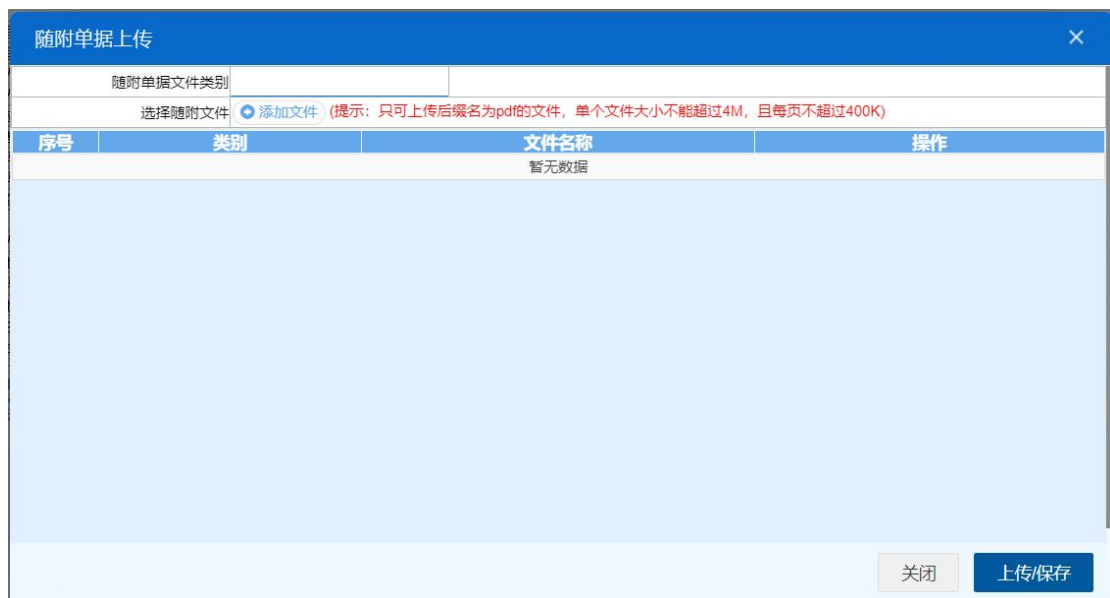 随附单据上传
随附单据文件类别
选择随附文件 添加文件 (提示：只可上传后缀名为pdf的文件，单个文件大小不能超过4M，且每页不超过400K)
序号 类别 文件名称 操作
暂无数据
关闭 上传/保存